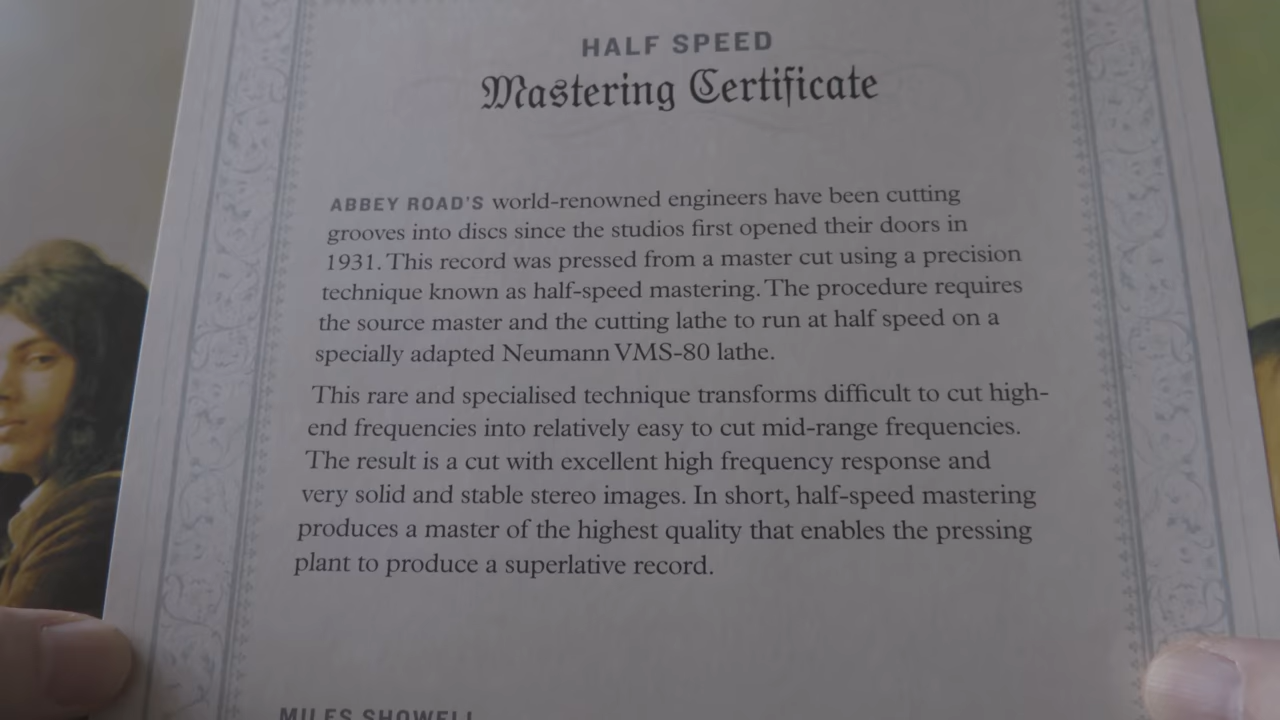 HALF SPEED
Mastering Certificate
ABBEY ROAD'S world-renowned engineers have been cutting
grooves into discs since the studios first opened their doors in
1931. This record was pressed from a master cut using a precision
technique known as half-speed mastering. The procedure requires
the source master and the cutting lathe to run at half speed on a
specially adapted Neumann VMS-80 lathe.
This rare and specialised technique transforms difficult to cut high-
end frequencies into relatively easy to cut mid-range frequencies.
The result is a cut with excellent high frequency response and
very solid and stable stereo images. In short, half-speed mastering
produces a master of the highest quality that enables the pressing
plant to produce a superlative record.
MILES SHOWELL